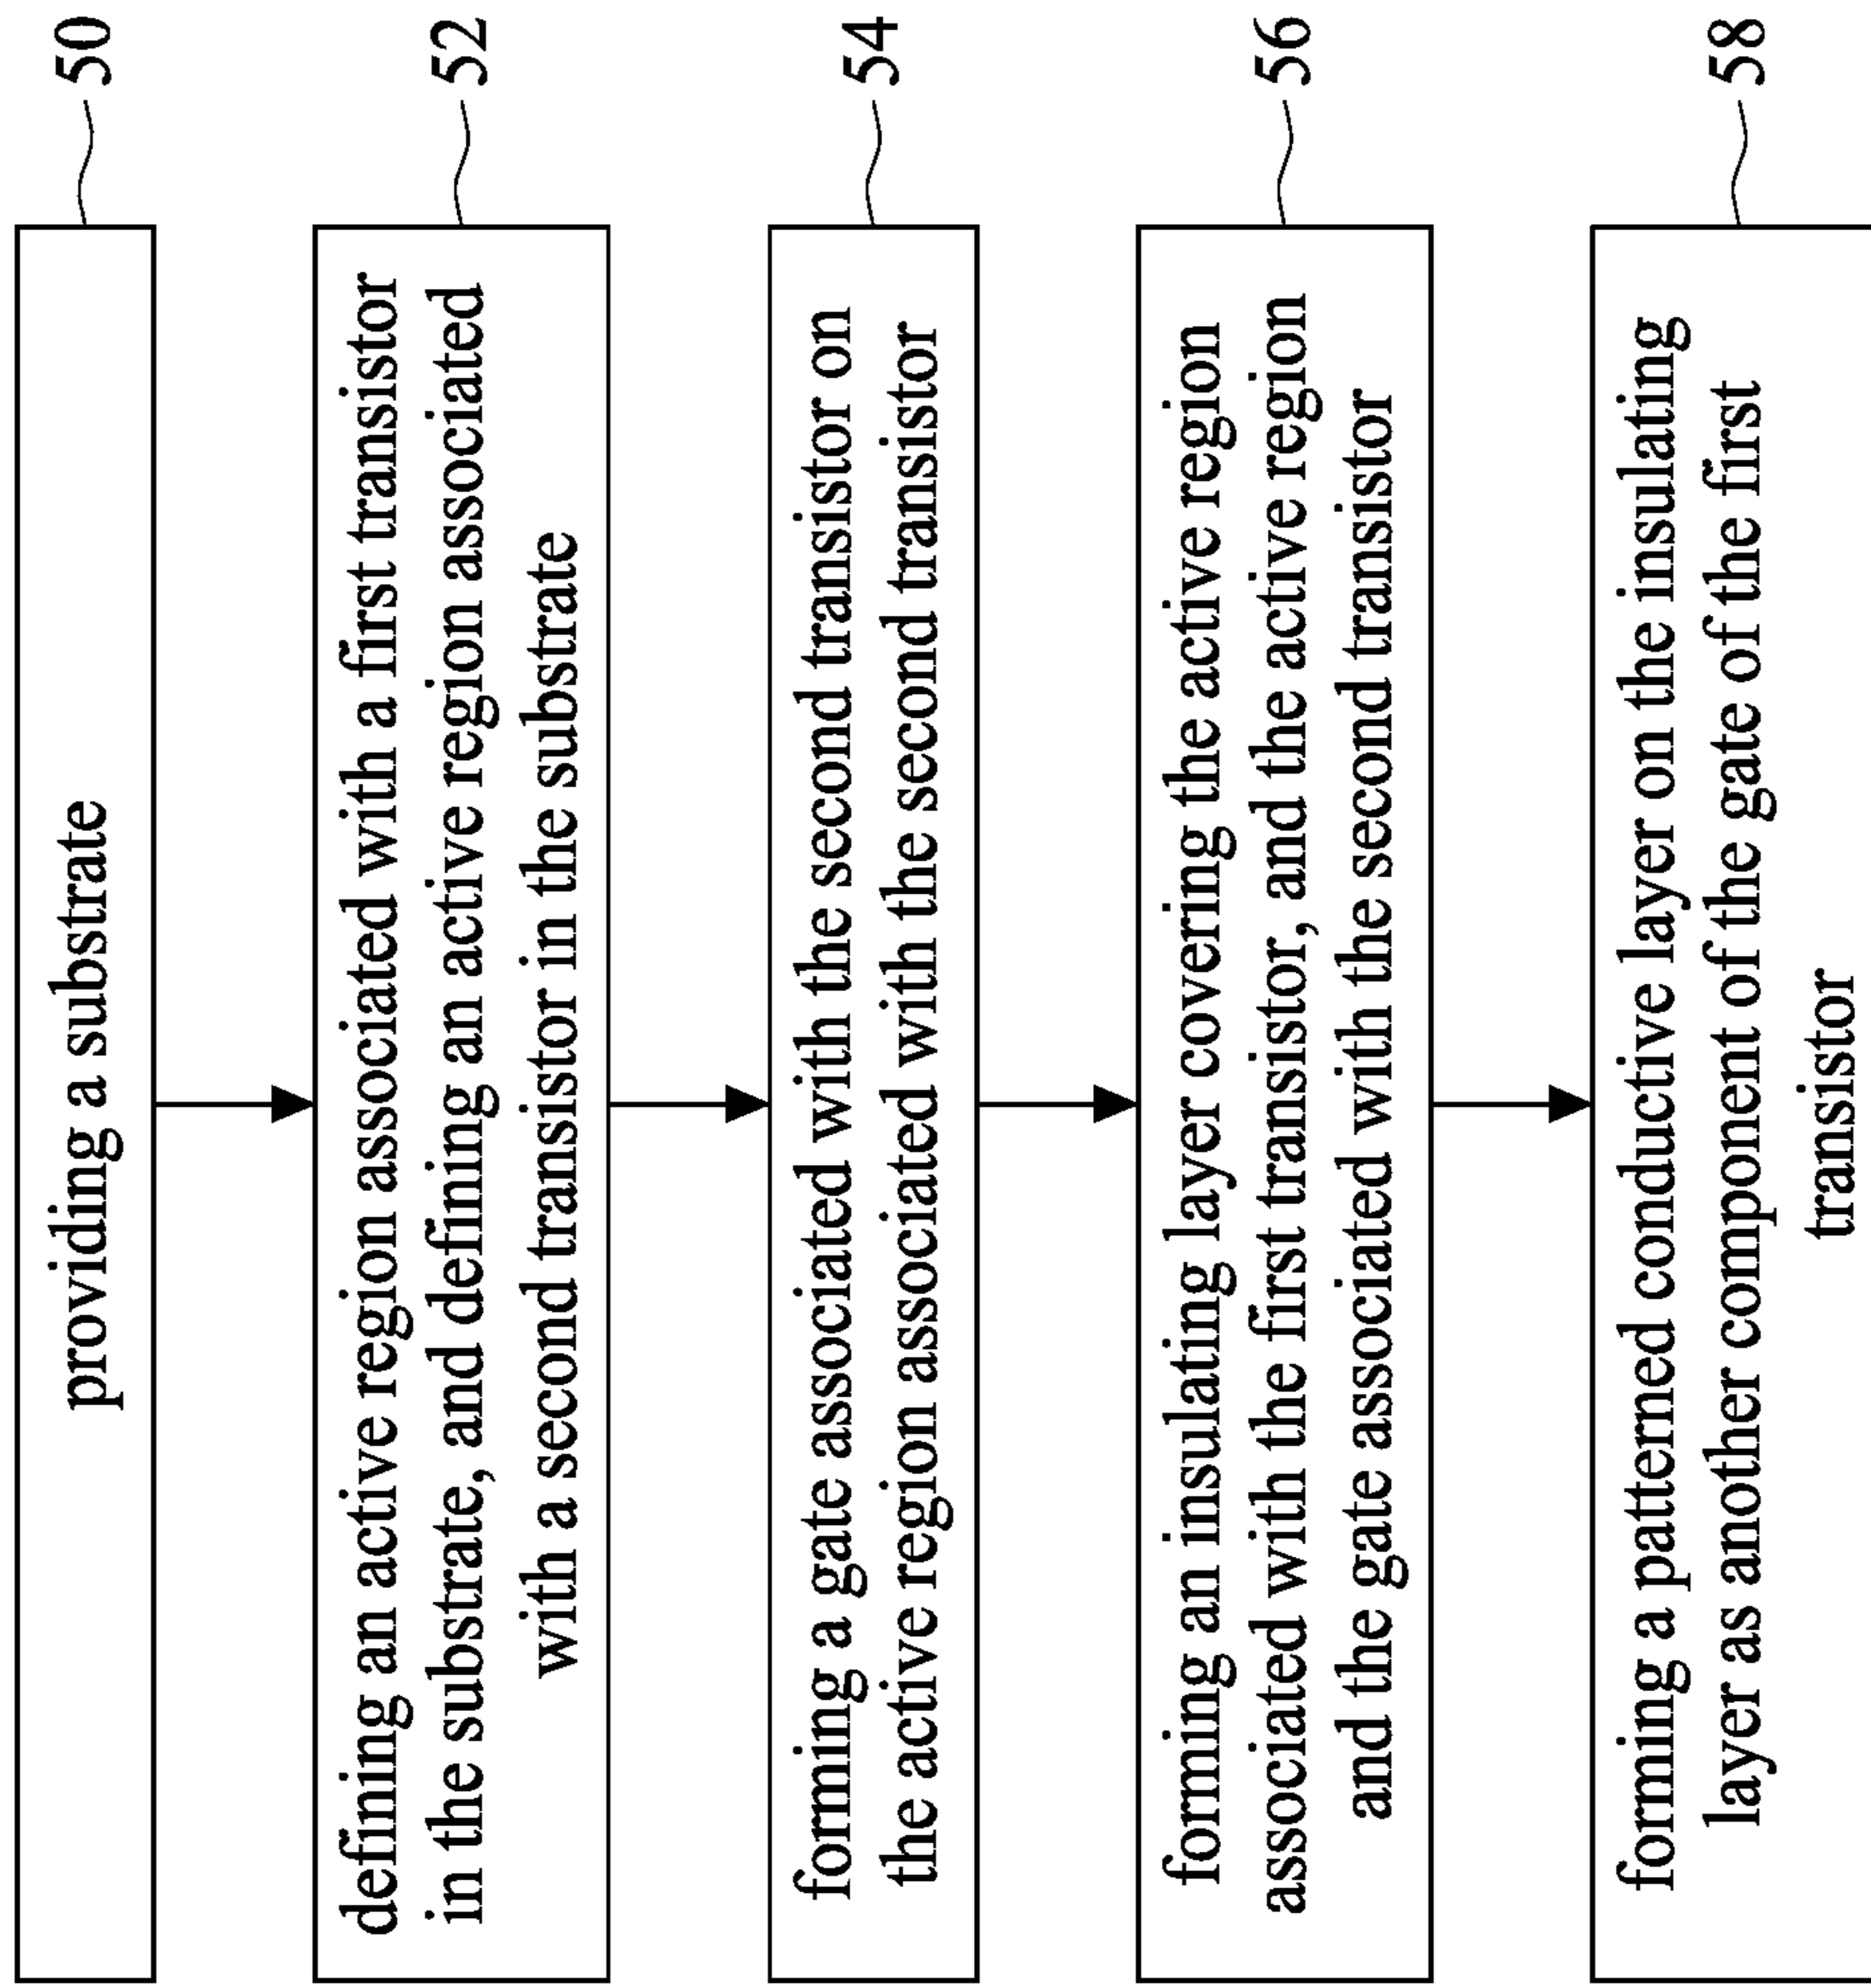 providing a substrate
50
defining an active region associated with a first transistor
in the substrate, and defining an active region associated
with a second transistor in the substrate
52
forming a gate associated with the second transistor on
the active region associated with the second transistor
54
forming an insulating layer covering the active region
associated with the first transistor, and the active region
and the gate associated with the second transistor
56
forming a patterned conductive layer on the insulating
layer as another component of the gate of the first
transistor
58